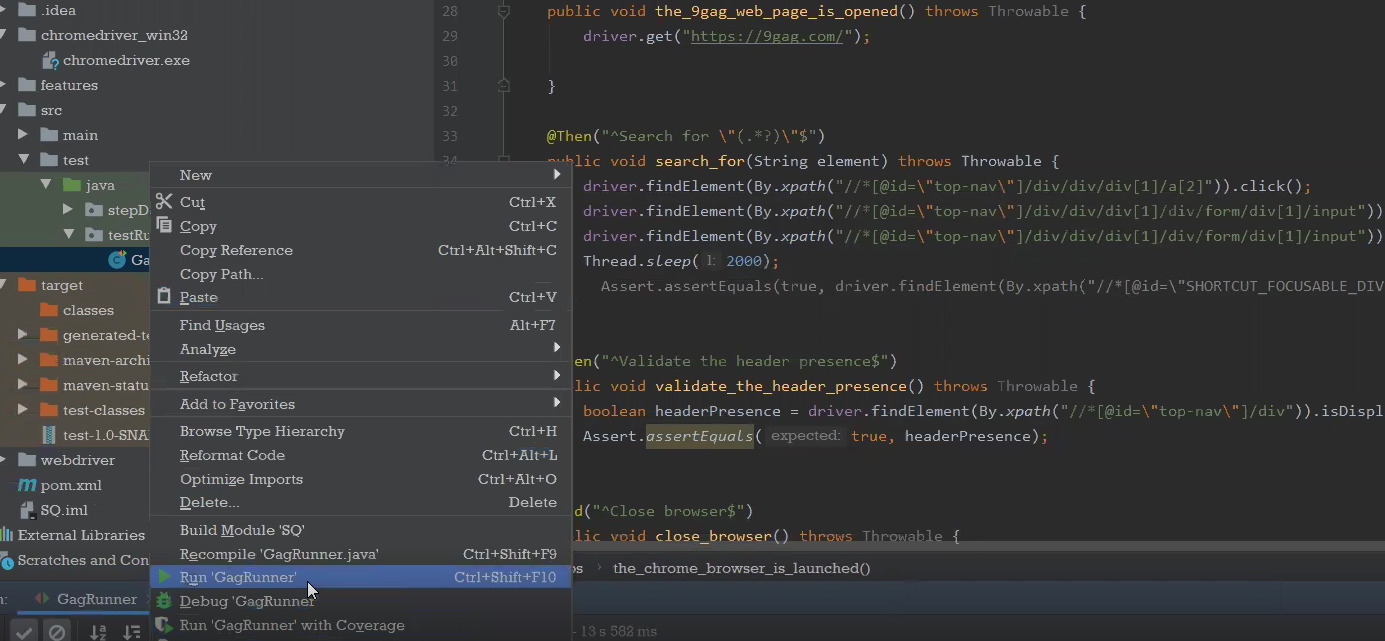 .idea
chromedriver_win32
chromedriver.exe
features
src
main
test
java
stepD
testRu
Ga
target
classes
generated-te
maven-archi
maven-statu
test-classes
test-1.0-SNA
webdriver
pom.xml
SQ.iml
External Libraries
Scratches and Con
New
Cut Ctrl+X
Copy Ctrl+C
Copy Reference Ctrl+Alt+Shift+C
Copy Path...
Paste Ctrl+V
Find Usages Alt+F7
Analyze
Refactor
Add to Favorites
Browse Type Hierarchy Ctrl+H
Reformat Code Ctrl+Alt+L
Optimize Imports Ctrl+Alt+O
Delete... Delete
Build Module 'SQ'
Recompile 'GagRunner.java' Ctrl+Shift+F9
Run 'GagRunner' Ctrl+Shift+F10
Debug 'GagRunner'
Run 'GagRunner' with Coverage
28 public void the_9gag_web_page_is_opened() throws Throwable {
29 driver.get("https://9gag.com/");
30
31 }
32
33 @Then("^Search for \"(.*?)\"$")
34 public void search_for(String element) throws Throwable {
driver.findElement(By.xpath("//*[@id=\"top-nav\"]/div/div/div[1]/a[2]")).click();
driver.findElement(By.xpath("//*[@id=\"top-nav\"]/div/div/div[1]/div/form/div[1]/input"))
driver.findElement(By.xpath("//*[@id=\"top-nav\"]/div/div/div[1]/div/form/div[1]/input"))
Thread.sleep( l: 2000);
Assert.assertEquals(true, driver.findElement(By.xpath("//*[@id=\"SHORTCUT_FOCUSABLE_DIV
en("^Validate the header presence$")
lic void validate_the_header_presence() throws Throwable {
boolean headerPresence = driver.findElement(By.xpath("//*[@id=\"top-nav\"]/div")).isDispl
Assert.assertEquals( expected: true, headerPresence);
d("^Close browser$")
lic void close_browser() throws Throwable {
ps › the_chrome_browser_is_launched()
n: GagRunner
- 13 s 582 ms